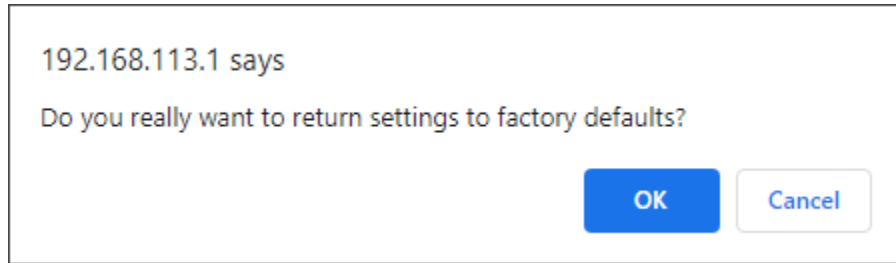 192.168.113.1 says
Do you really want to return settings to factory defaults?
OK Cancel